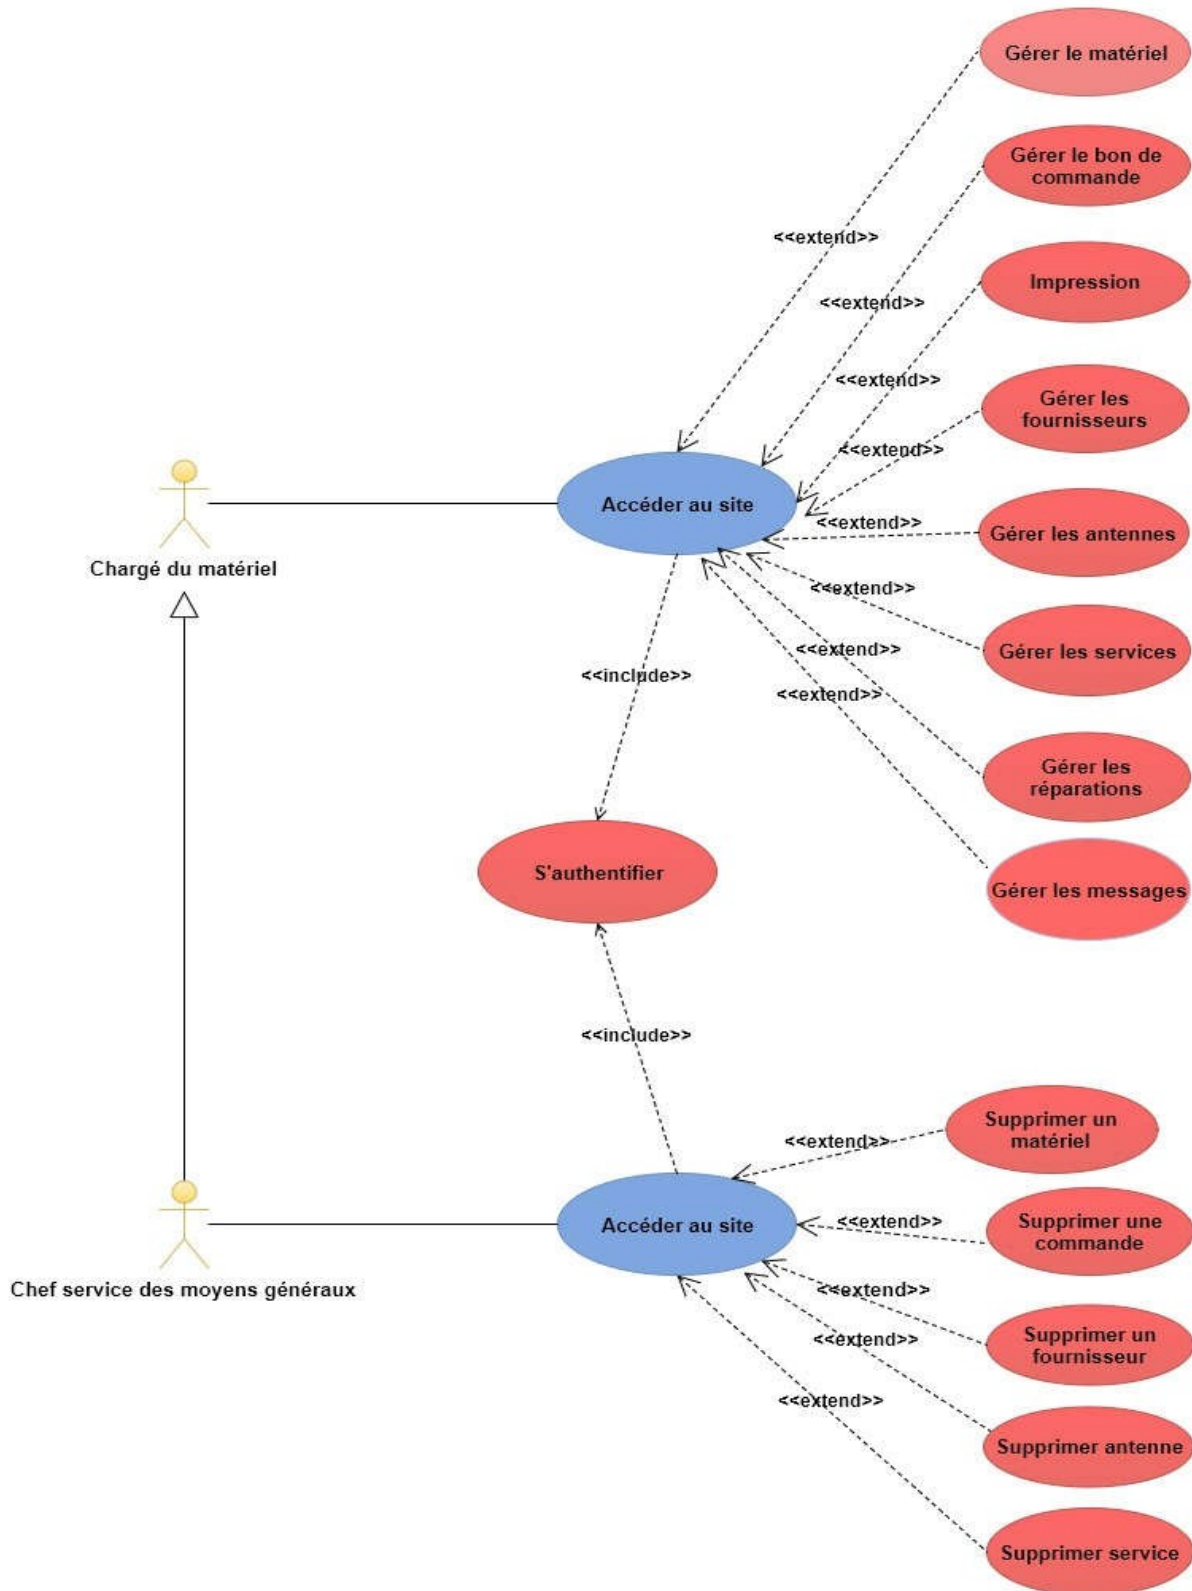 Gérer le matériel
Gérer le bon de
commande
<<extend>>
Impression
<<extend>>
<<extend>>
Gérer les
fournisseurs
<<extend>>
Accéder au site
<<extend>>
Gérer les antennes
Chargé du matériel
<<extend>>
Gérer les services
<<extend>>
<<include>>
<<extend>>
Gérer les
réparations
S'authentifier
Gérer les messages
<<include>>
Supprimer un
matériel
<<extend>>
Accéder au site
<<extend>>
Supprimer une
commande
Chef service des moyens généraux
<<extend>>
Supprimer un
fournisseur
<<extend>>
<<extend>>
Supprimer antenne
Supprimer service